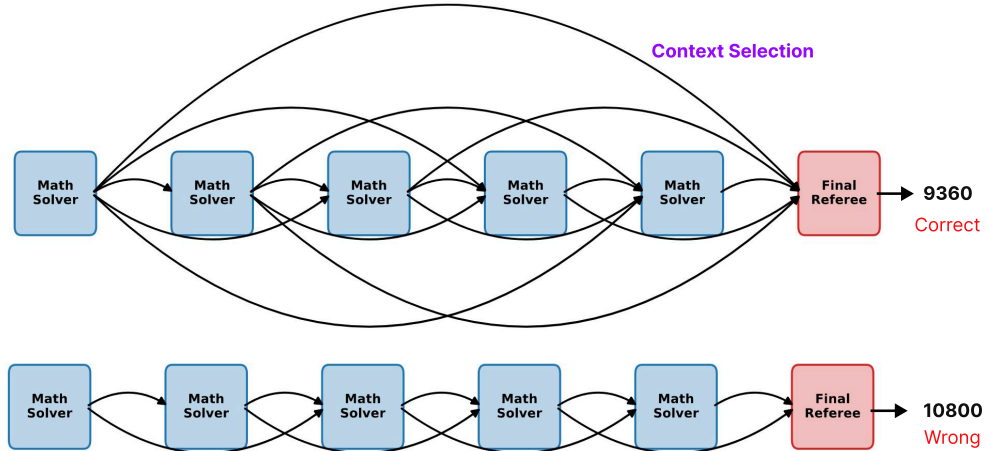 Context Selection
Math
Solver
Math
Solver
Math
Solver
Math
Solver
Math
Solver
Final
Referee
9360
Correct
Math
Solver
Math
Solver
Math
Solver
Math
Solver
Math
Solver
Final
Referee
10800
Wrong